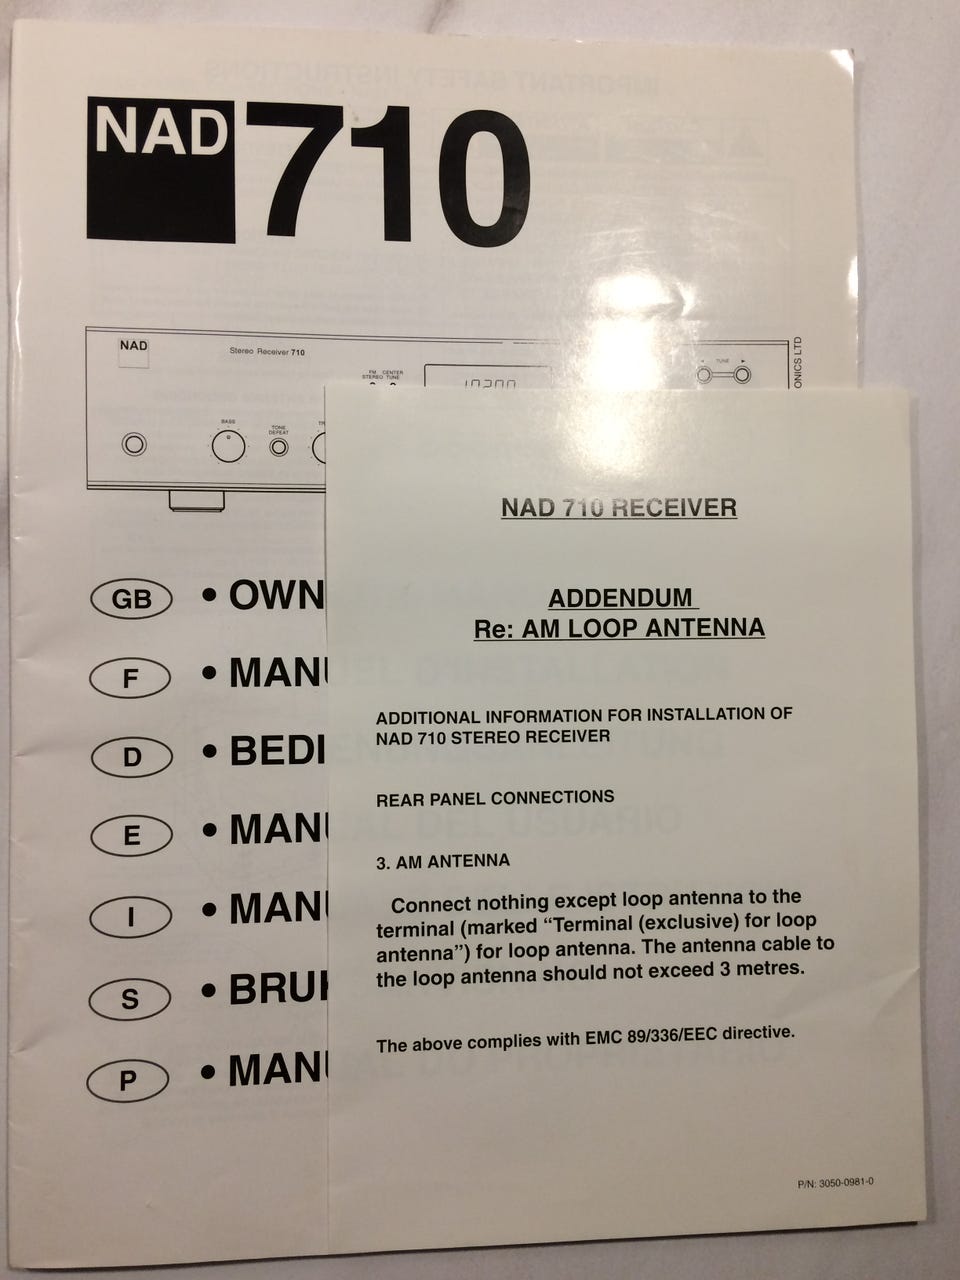 NAD 710
NAD
Stereo Receiver 710
FM CENTER
STEREO TUNE
TUNE
BASS
TONE
DEFEAT
GB • OWN
F • MANU
D • BEDI
E • MANU
I • MANU
S • BRUK
P • MANU
ONICS LTD
NAD 710 RECEIVER
ADDENDUM
Re: AM LOOP ANTENNA
ADDITIONAL INFORMATION FOR INSTALLATION OF
NAD 710 STEREO RECEIVER
REAR PANEL CONNECTIONS
3. AM ANTENNA
Connect nothing except loop antenna to the
terminal (marked “Terminal (exclusive) for loop
antenna”) for loop antenna. The antenna cable to
the loop antenna should not exceed 3 metres.
The above complies with EMC 89/336/EEC directive.
P/N: 3050-0981-0